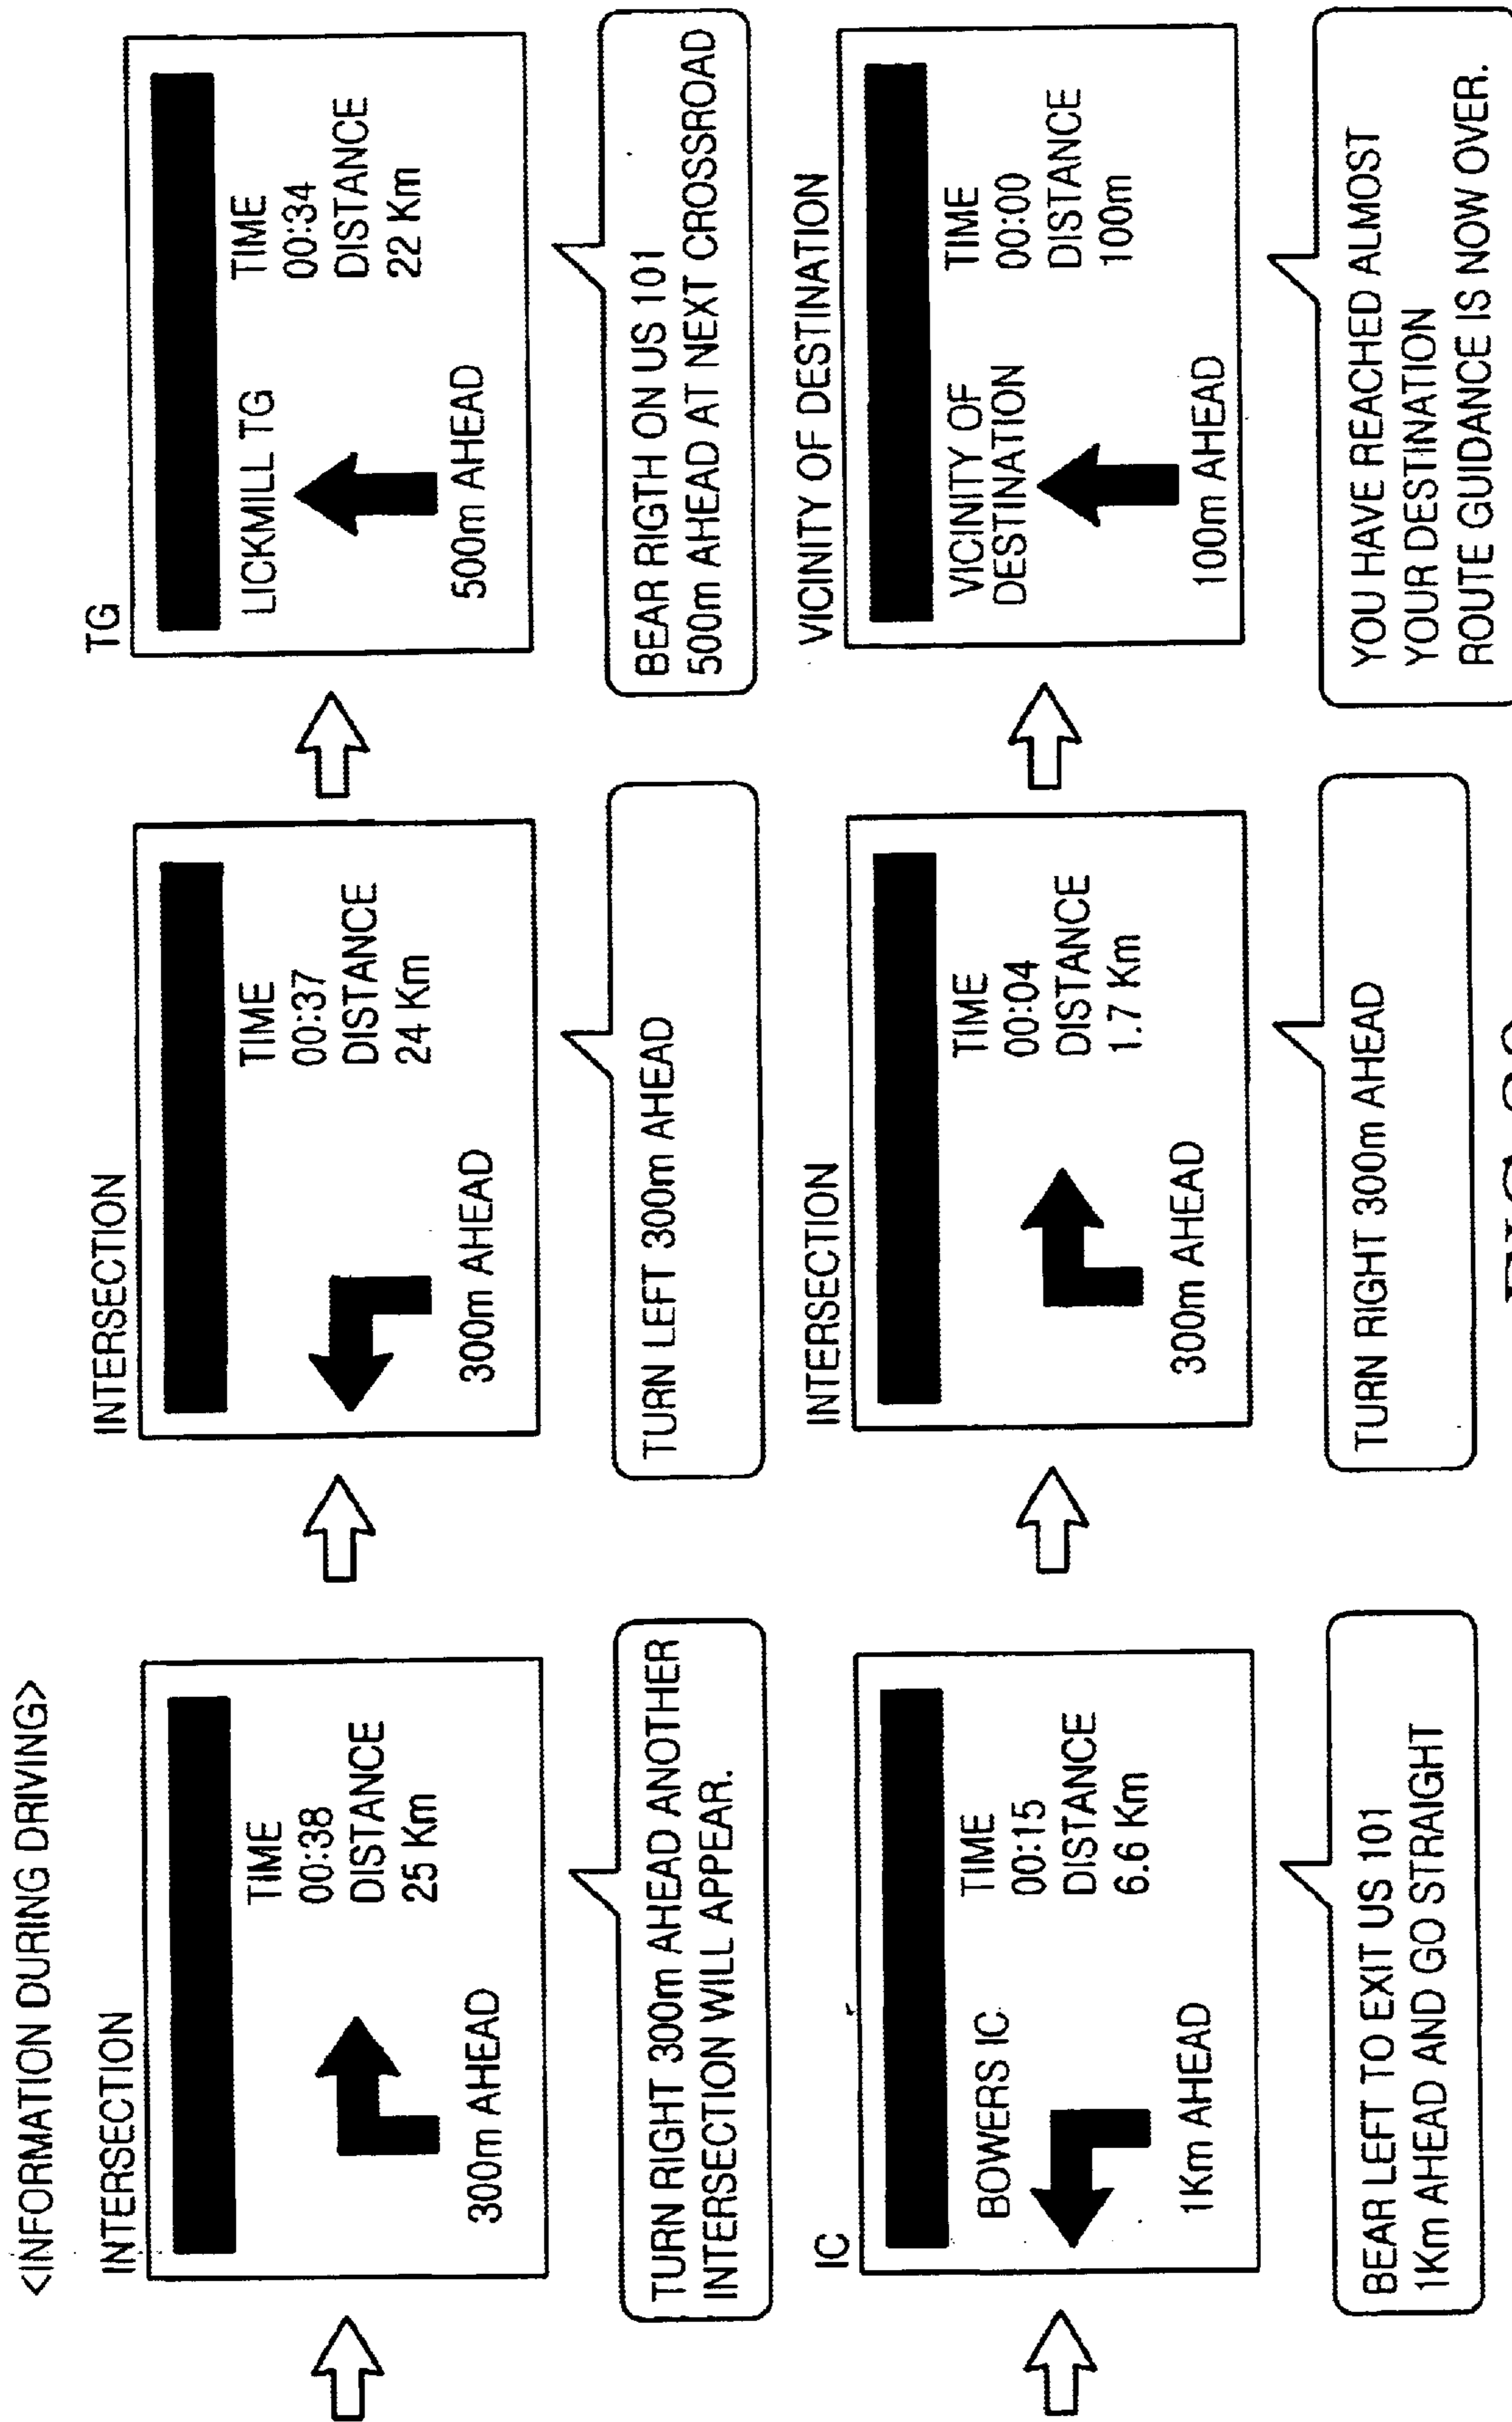 <INFORMATION DURING DRIVING>
INTERSECTION
TIME
00:38
DISTANCE
25 Km
300m AHEAD
TURN RIGHT 300m AHEAD ANOTHER
INTERSECTION WILL APPEAR.
INTERSECTION
TIME
00:37
DISTANCE
24 Km
300m AHEAD
TURN LEFT 300m AHEAD
TG
LICKMILL TG
TIME
00:34
DISTANCE
22 Km
500m AHEAD
BEAR RIGTH ON US 101
500m AHEAD AT NEXT CROSSROAD
IC
BOWERS IC
TIME
00:15
DISTANCE
6.6 Km
1Km AHEAD
BEAR LEFT TO EXIT US 101
1Km AHEAD AND GO STRAIGHT
INTERSECTION
TIME
00:04
DISTANCE
1.7 Km
300m AHEAD
TURN RIGHT 300m AHEAD
VICINITY OF DESTINATION
VICINITY OF
DESTINATION
TIME
00:00
DISTANCE
100m
100m AHEAD
YOU HAVE REACHED ALMOST
YOUR DESTINATION
ROUTE GUIDANCE IS NOW OVER.